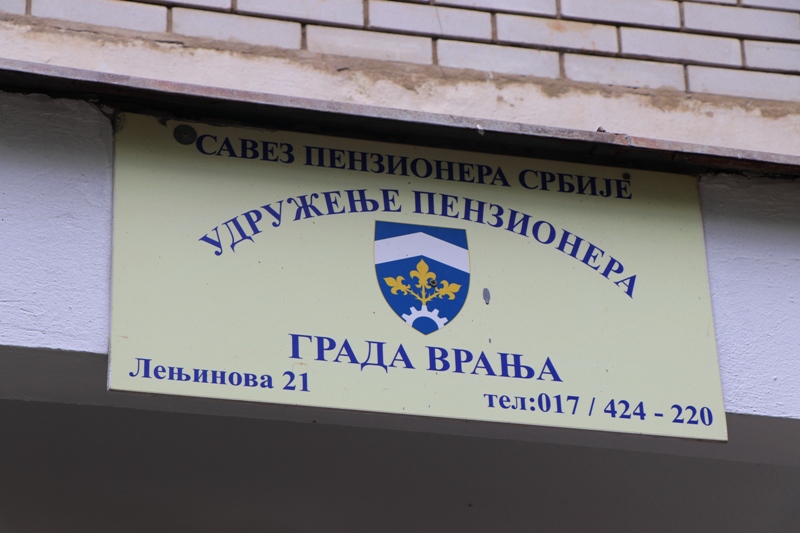 САВЕЗ ПЕНЗИОНЕРА СРБИЈЕ
УДРУЖЕЊЕ ПЕНЗИОНЕРА
ГРАДА ВРАЊА
Лењинова 21
тел:017 / 424 - 220